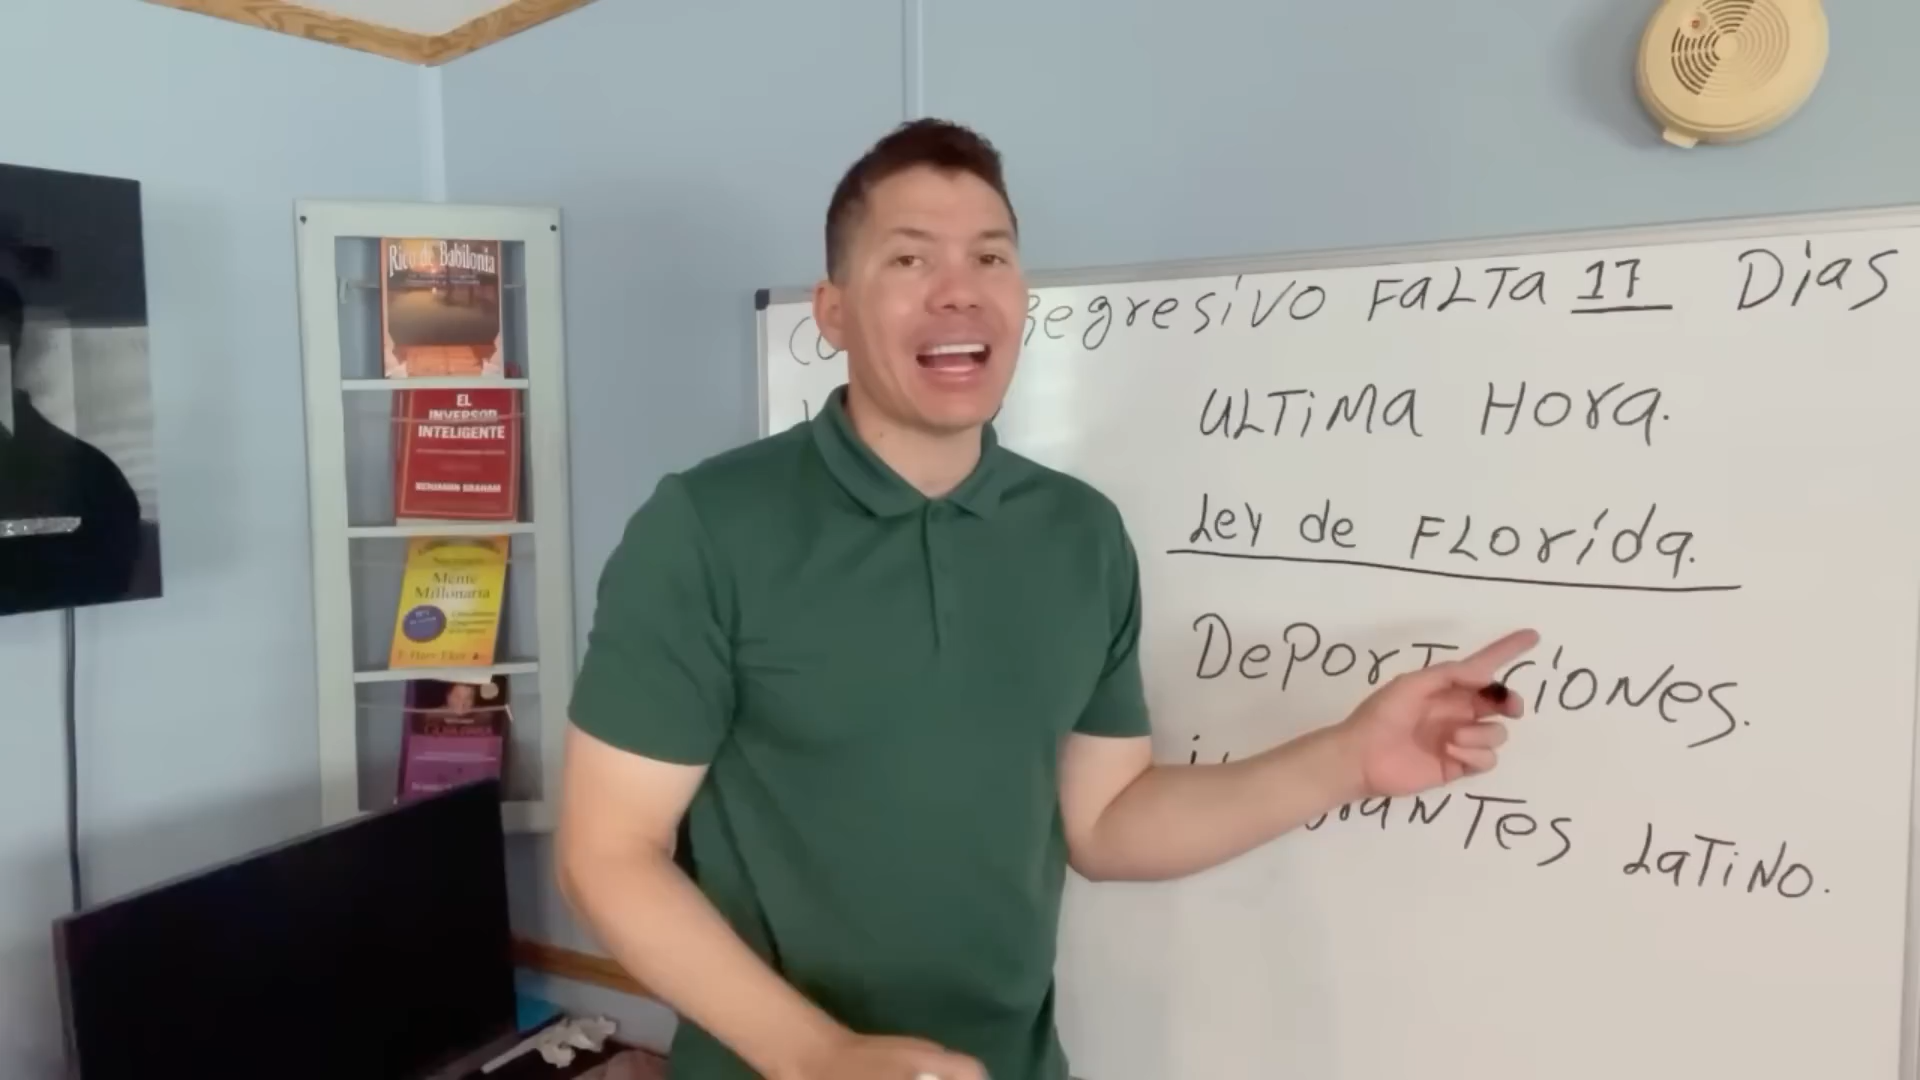 Rico de Babilonia
EL
INVERSOR
INTELIGENTE
BENJAMIN GRAHAM
Mente
Millonaria
Regresivo FALTA 17 Dias
ULTIMA HORA.
Ley de FLorida.
DePorTaciones.
LaTiNo.